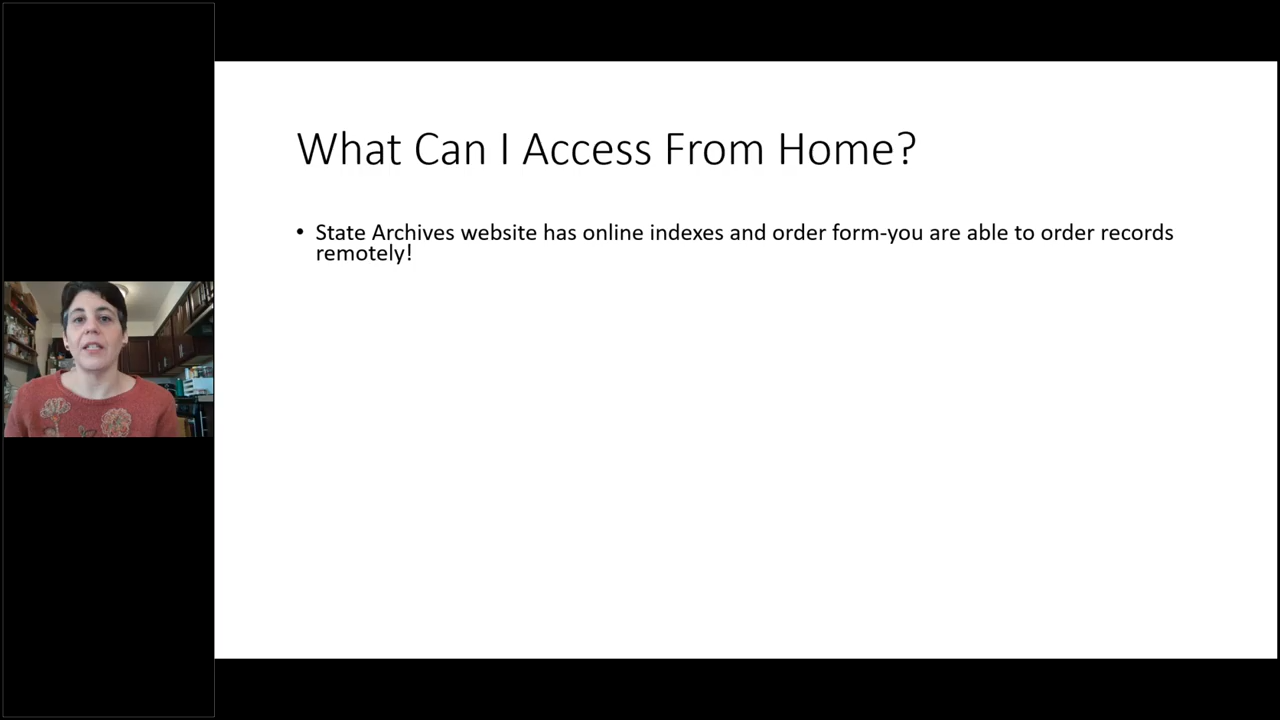 What Can I Access From Home?
• State Archives website has online indexes and order form-you are able to order records
remotely!